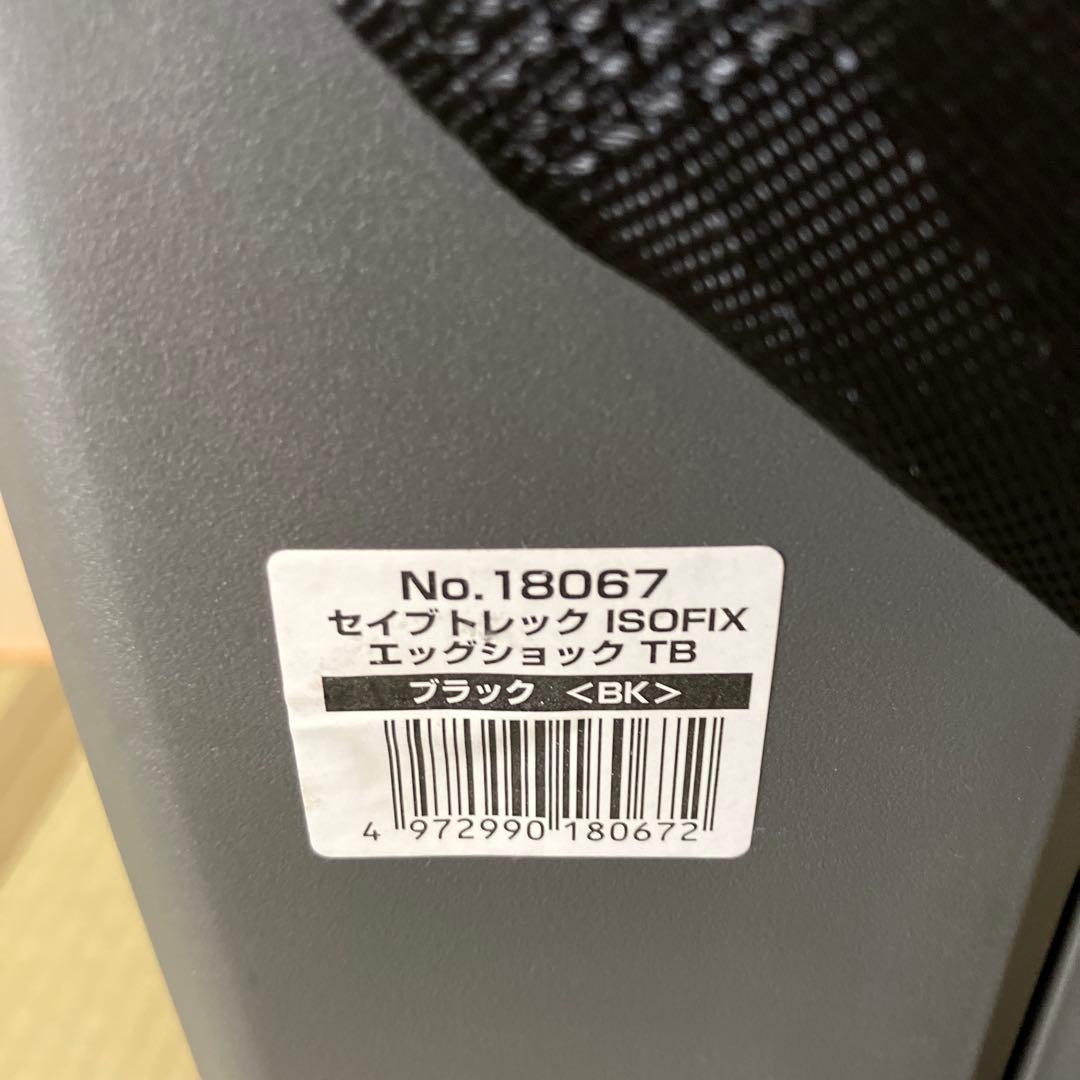 No.18067
セイブトレック ISOFIX
エッグショック TB
ブラック <BK>
4 972990 180672